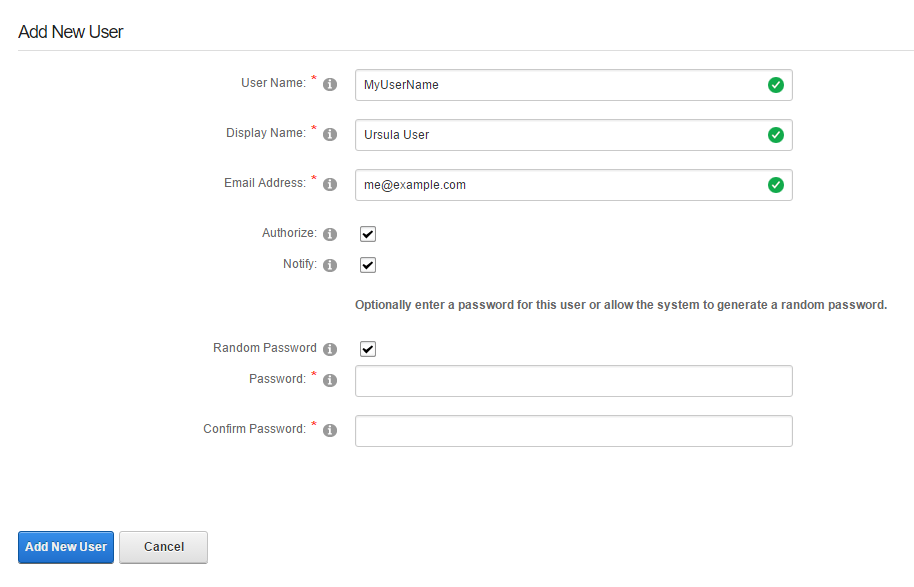 Add New User
User Name: * MyUserName
Display Name: * Ursula User
Email Address: * me@example.com
Authorize:
Notify:
Optionally enter a password for this user or allow the system to generate a random password.
Random Password
Password: *
Confirm Password: *
Add New User Cancel